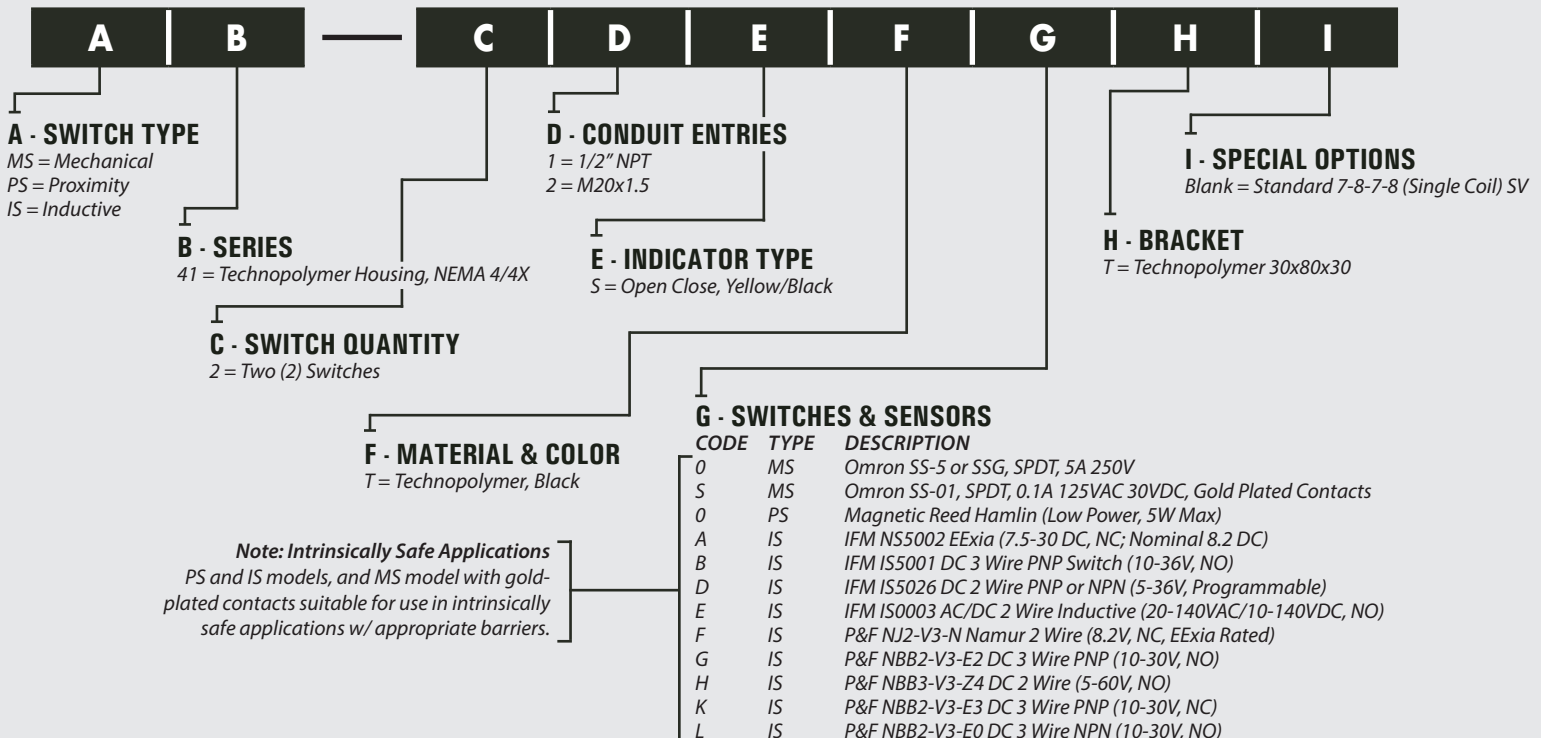 A B — C D E F G H I
A - SWITCH TYPE
MS = Mechanical
PS = Proximity
IS = Inductive
B - SERIES
41 = Technopolymer Housing, NEMA 4/4X
C - SWITCH QUANTITY
2 = Two (2) Switches
D - CONDUIT ENTRIES
1 = 1/2" NPT
2 = M20x1.5
E - INDICATOR TYPE
S = Open Close, Yellow/Black
F - MATERIAL & COLOR
T = Technopolymer, Black
G - SWITCHES & SENSORS
CODE TYPE DESCRIPTION
0 MS Omron SS-5 or SSG, SPDT, 5A 250V
S MS Omron SS-01, SPDT, 0.1A 125VAC 30VDC, Gold Plated Contacts
0 PS Magnetic Reed Hamlin (Low Power, 5W Max)
A IS IFM NS5002 EExia (7.5-30 DC, NC; Nominal 8.2 DC)
B IS IFM IS5001 DC 3 Wire PNP Switch (10-36V, NO)
D IS IFM IS5026 DC 2 Wire PNP or NPN (5-36V, Programmable)
E IS IFM IS0003 AC/DC 2 Wire Inductive (20-140VAC/10-140VDC, NO)
F IS P&F NJ2-V3-N Namur 2 Wire (8.2V, NC, EExia Rated)
G IS P&F NBB2-V3-E2 DC 3 Wire PNP (10-30V, NO)
H IS P&F NBB3-V3-Z4 DC 2 Wire (5-60V, NO)
K IS P&F NBB2-V3-E3 DC 3 Wire PNP (10-30V, NC)
L IS P&F NBB2-V3-E0 DC 3 Wire NPN (10-30V, NO)
Note: Intrinsically Safe Applications
PS and IS models, and MS model with gold-
plated contacts suitable for use in intrinsically
safe applications w/ appropriate barriers.
H - BRACKET
T = Technopolymer 30x80x30
I - SPECIAL OPTIONS
Blank = Standard 7-8-7-8 (Single Coil) SV